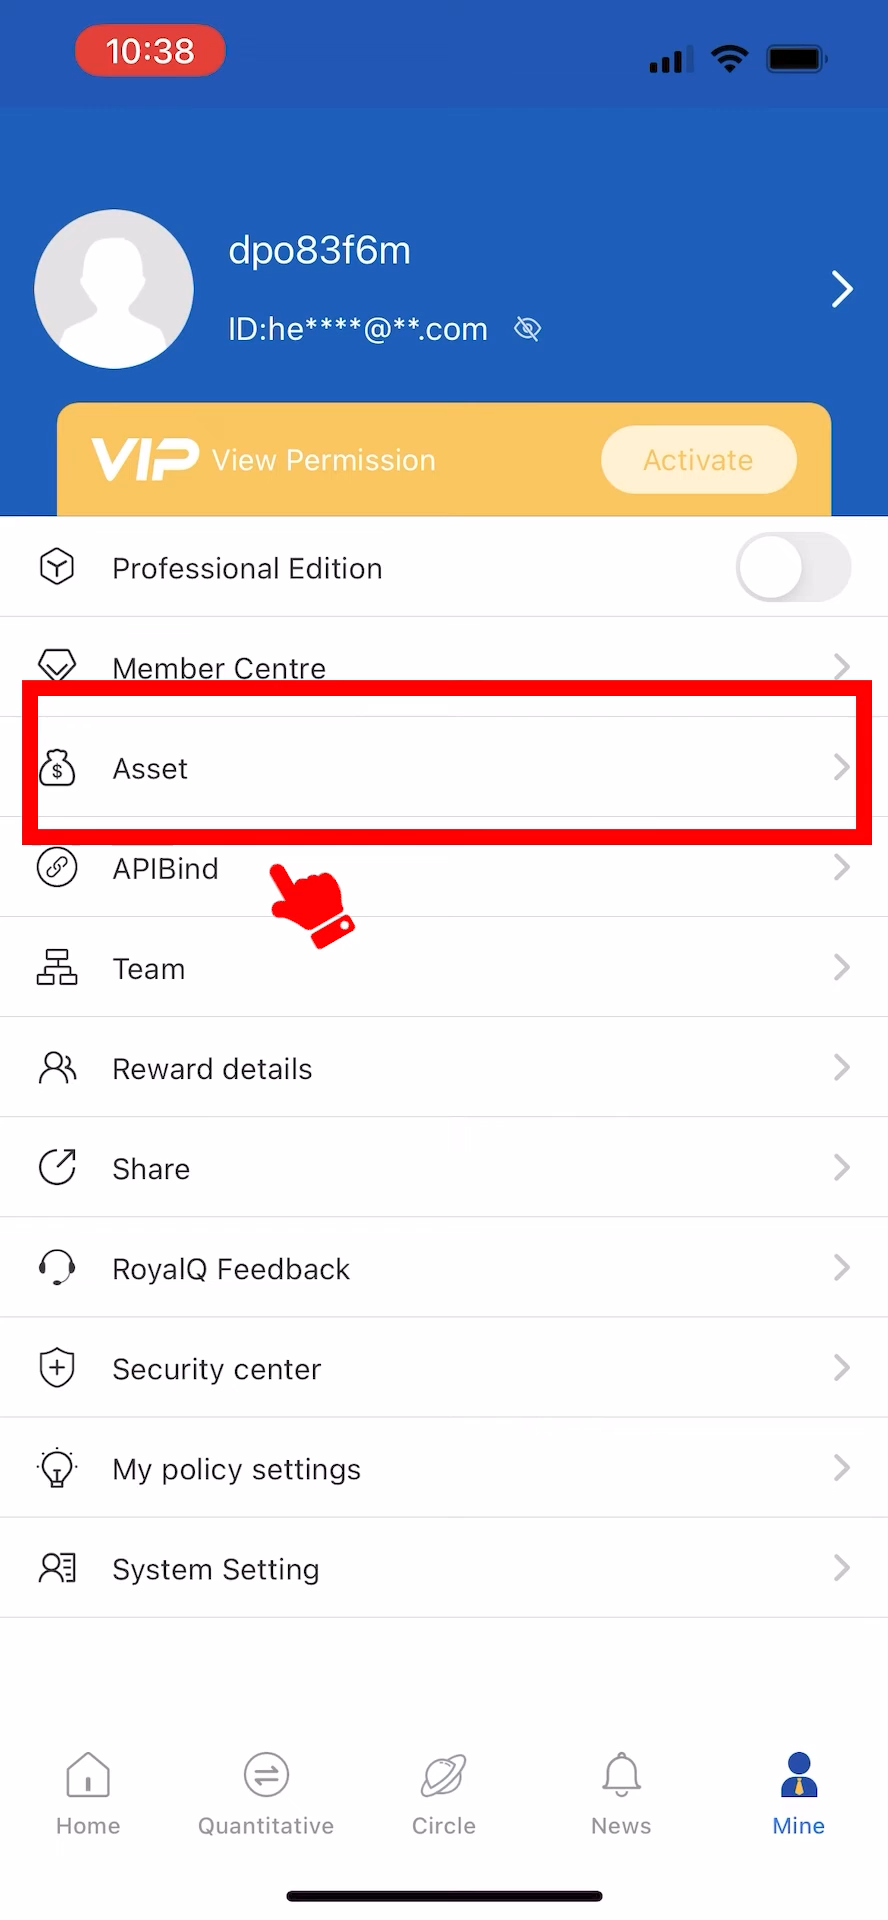 10:38
dpo83f6m
ID:he****@**.com
VIP View Permission Activate
Professional Edition
Member Centre
Asset
APIBind
Team
Reward details
Share
RoyalQ Feedback
Security center
My policy settings
System Setting
Home Quantitative Circle News Mine